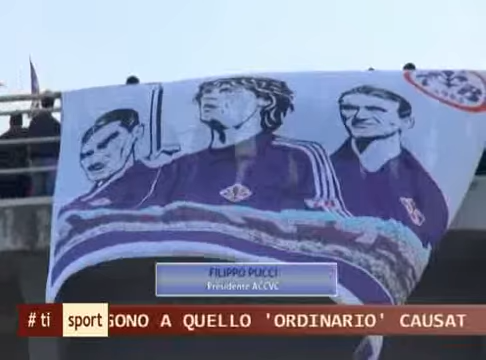 FILIPPO PUCCI
Presidente ACCVC
# ti sport GONO A QUELLO 'ORDINARIO' CAUSAT